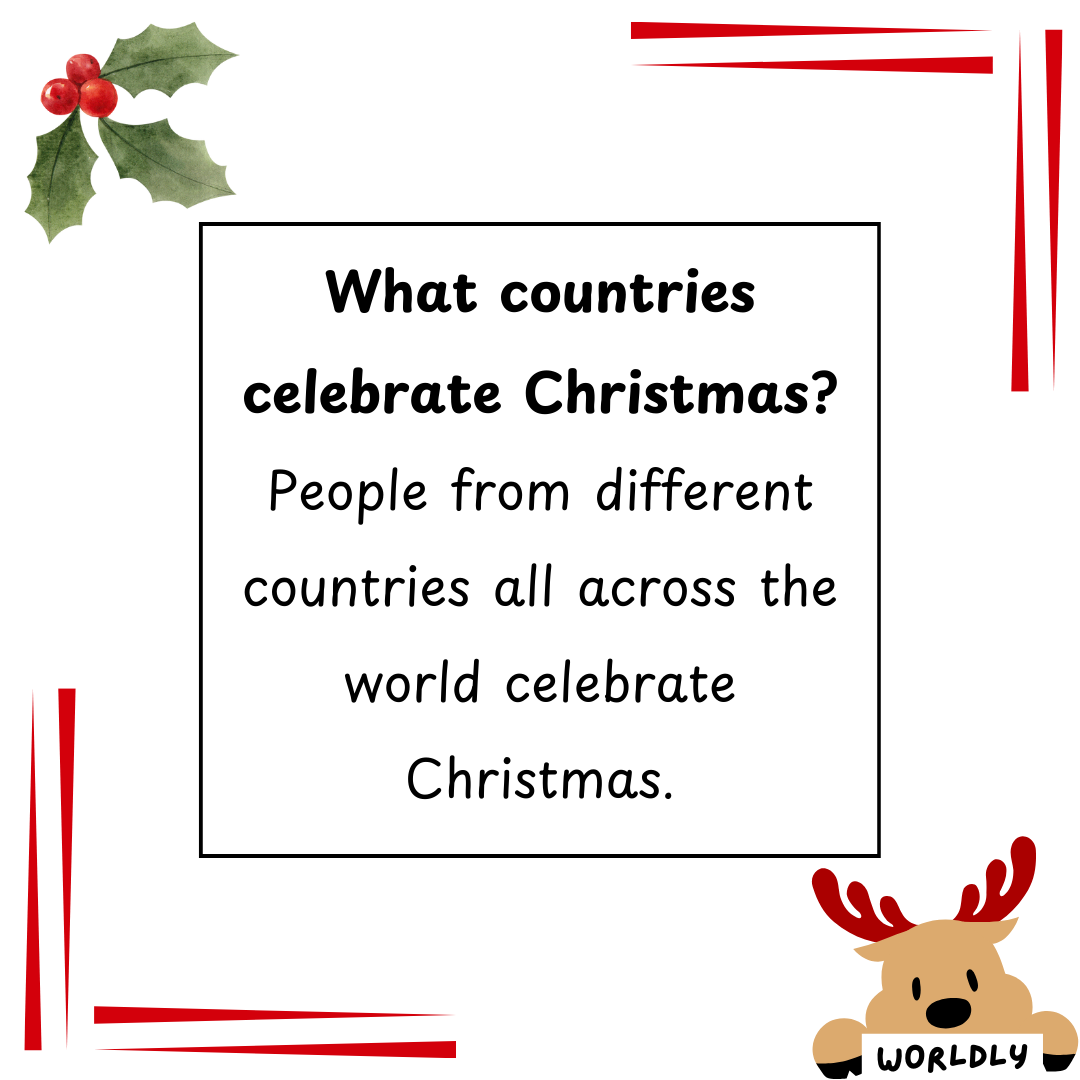 What countries
celebrate Christmas?
People from different
countries all across the
world celebrate
Christmas.
WORLDLY